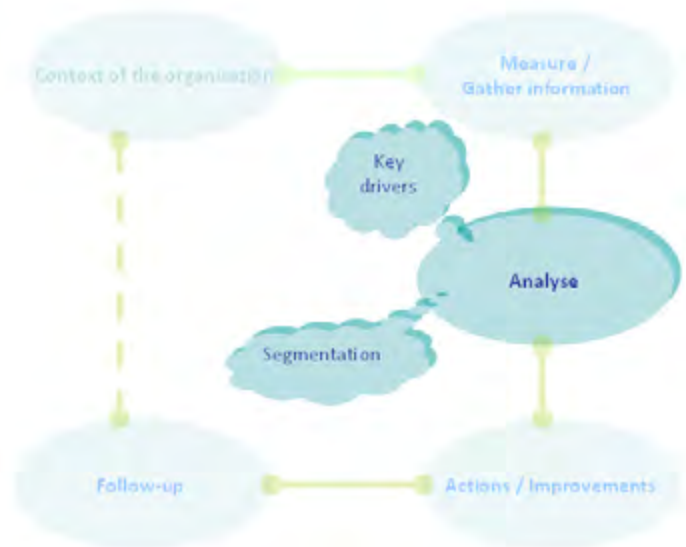 Context of the organisation
Measure /
Gather information
Key
drivers
Analyse
Segmentation
Follow-up
Actions / Improvements